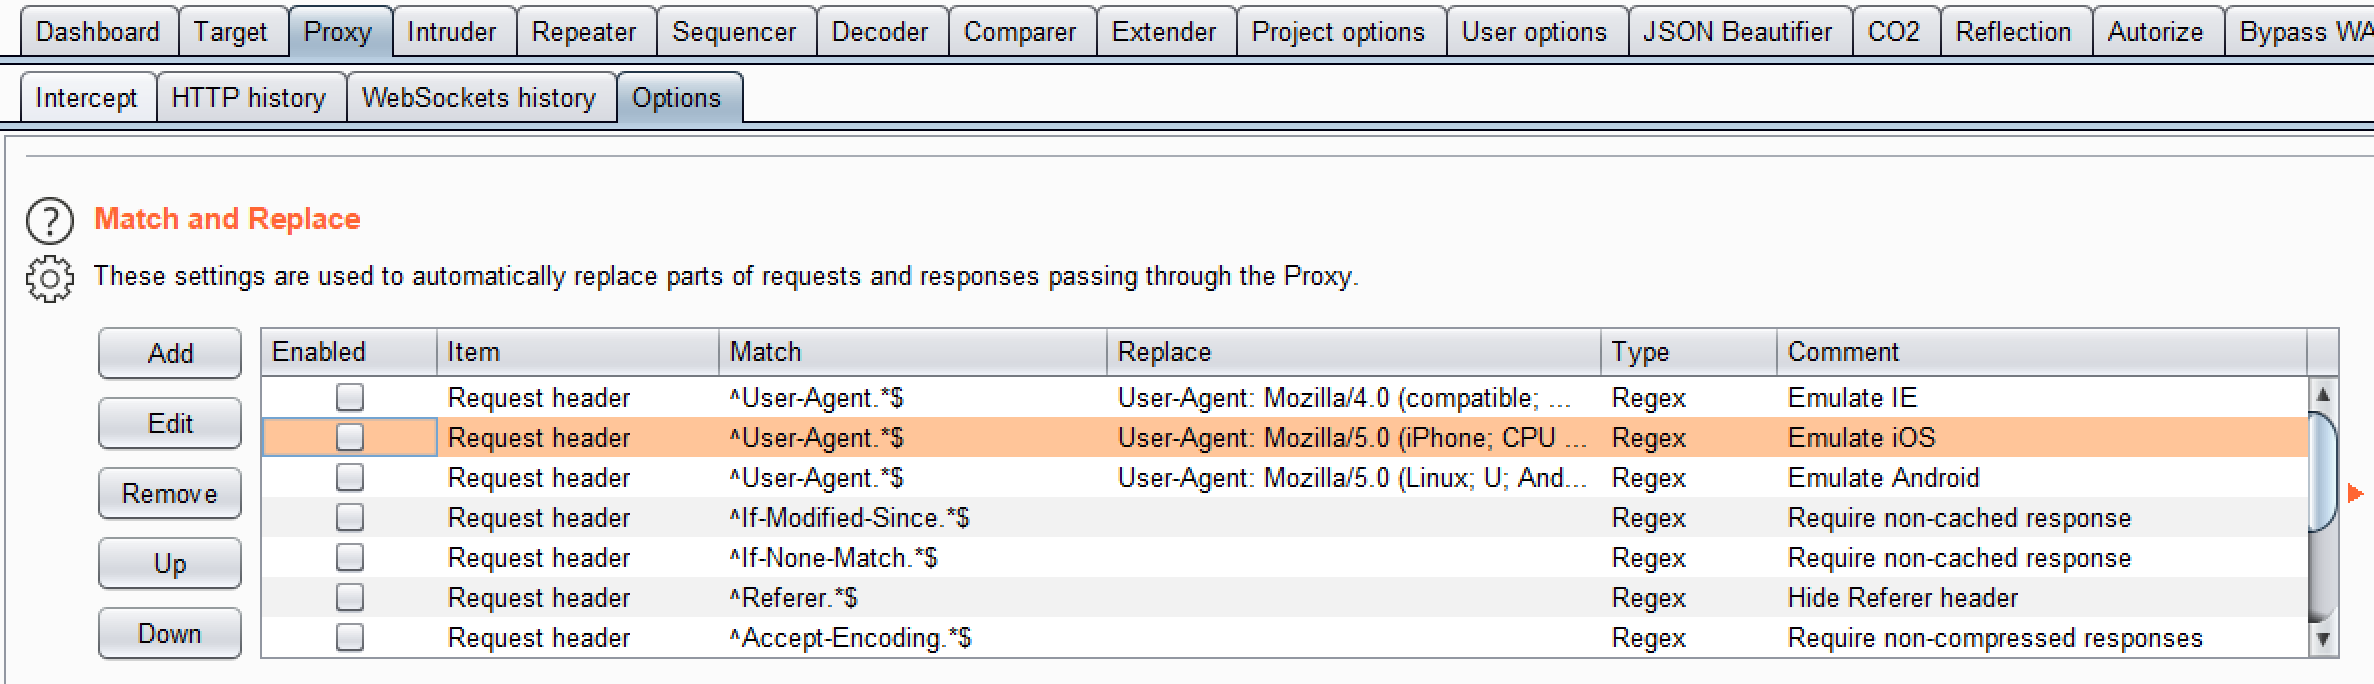 Dashboard Target Proxy Intruder Repeater Sequencer Decoder Comparer Extender Project options User options JSON Beautifier CO2 Reflection Autorize Bypass WA
Intercept HTTP history WebSockets history Options
? Match and Replace
These settings are used to automatically replace parts of requests and responses passing through the Proxy.
Add Enabled Item Match Replace Type Comment
Request header ^User-Agent.*$ User-Agent: Mozilla/4.0 (compatible; ... Regex Emulate IE
Edit Request header ^User-Agent.*$ User-Agent: Mozilla/5.0 (iPhone; CPU ... Regex Emulate iOS
Remove Request header ^User-Agent.*$ User-Agent: Mozilla/5.0 (Linux; U; And... Regex Emulate Android
Request header ^If-Modified-Since.*$ Regex Require non-cached response
Up Request header ^If-None-Match.*$ Regex Require non-cached response
Request header ^Referer.*$ Regex Hide Referer header
Down Request header ^Accept-Encoding.*$ Regex Require non-compressed responses